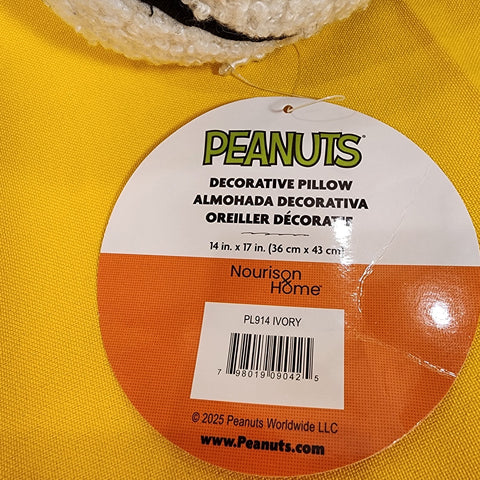 PEANUTS
DECORATIVE PILLOW
ALMOHADA DECORATIVA
OREILLER DÉCORATIF
14 in. x 17 in. (36 cm x 43 cm)
Nourison
Home
PL914 IVORY
7 98019 09042 5
© 2025 Peanuts Worldwide LLC
www.Peanuts.com